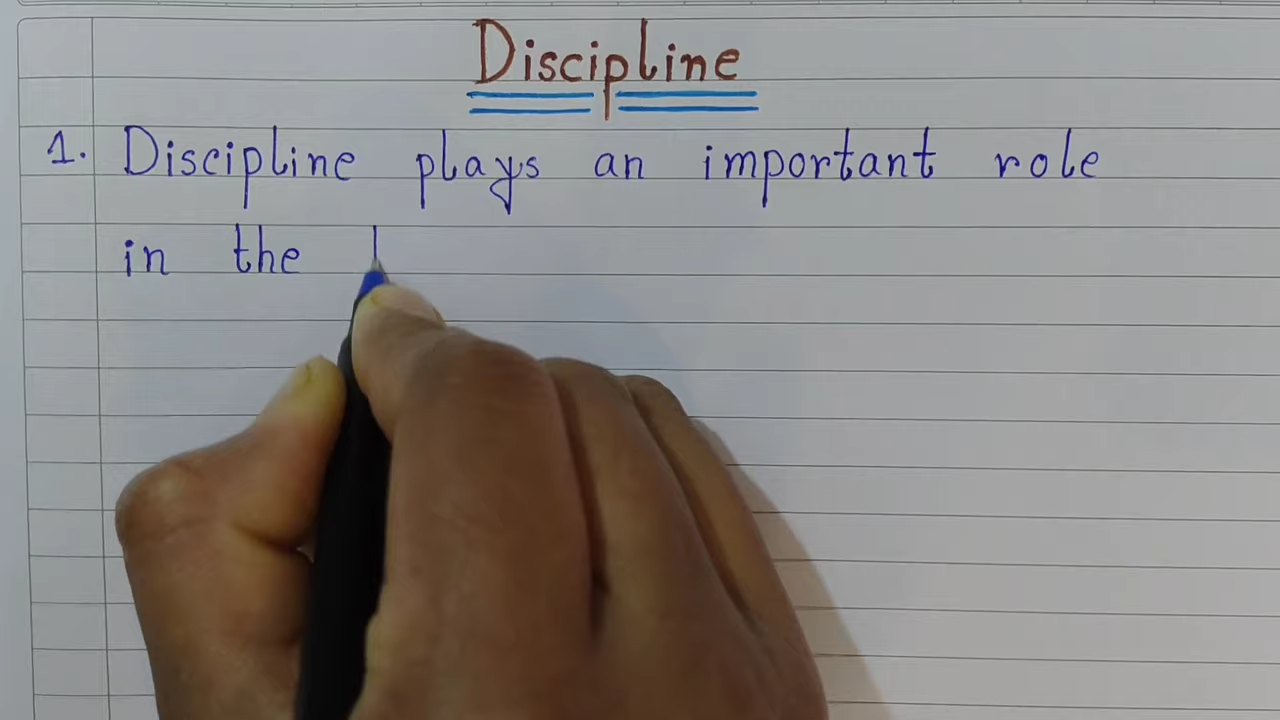 Discipline
1. Discipline plays an important role
in the l